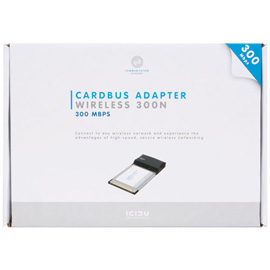 300
MBPS
CARDBUS ADAPTER
WIRELESS 300N
300 MBPS
Connect to any wireless network and experience the
advantages of high speed, secure wireless networking